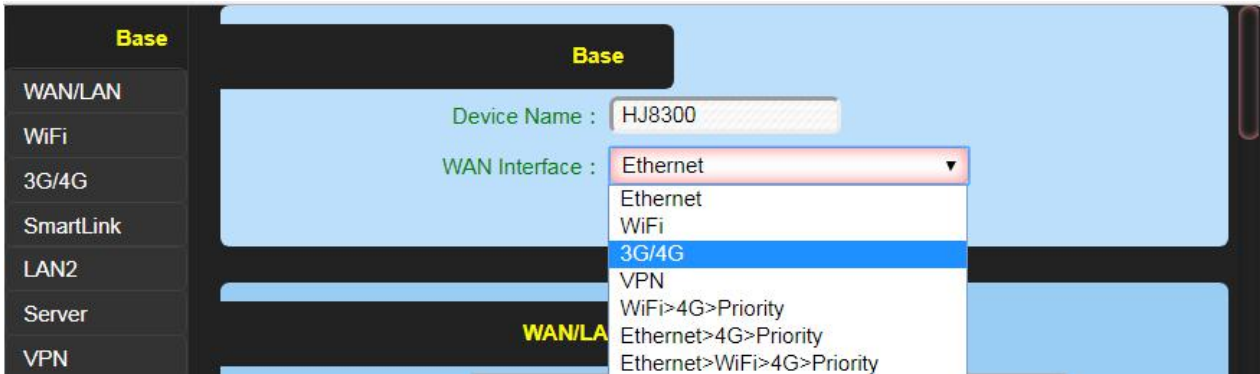 Base
WAN/LAN
WiFi
3G/4G
SmartLink
LAN2
Server
VPN
Base
Device Name : HJ8300
WAN Interface : Ethernet
Ethernet
WiFi
3G/4G
VPN
WiFi>4G>Priority
Ethernet>4G>Priority
Ethernet>WiFi>4G>Priority
WAN/LA